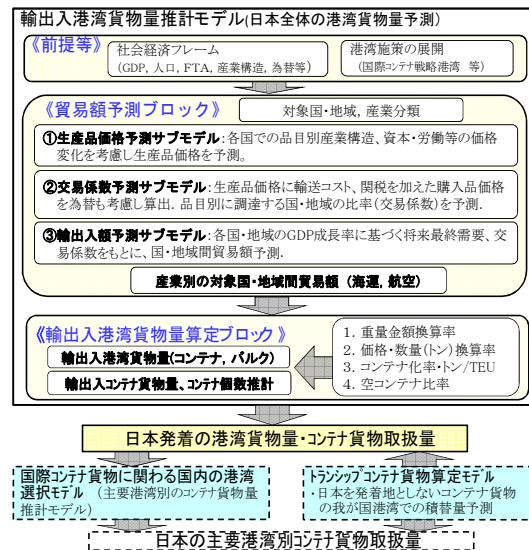 輸出入港湾貨物量推計モデル(日本全体の港湾貨物量予測)
《前提等》
社会経済フレーム
(GDP, 人口, FTA, 産業構造, 為替等)
港湾施策の展開
(国際コンテナ戦略港湾 等)
《貿易額予測ブロック》
対象国・地域, 産業分類
①生産品価格予測サブモデル:各国での品目別産業構造、資本・労働等の価格
変化を考慮し生産品価格を予測。
②交易係数予測サブモデル:生産品価格に輸送コスト、関税を加えた購入品価格
を為替も考慮し算出. 品目別に調達する国・地域の比率(交易係数)を予測.
③輸出入額予測サブモデル:各国・地域のGDP成長率に基づく将来最終需要、交
易係数をもとに、国・地域間貿易額予測.
産業別の対象国・地域間貿易額 (海運, 航空)
《輸出入港湾貨物量算定ブロック》
輸出入港湾貨物量(コンテナ, バルク)
輸出入コンテナ貨物量、コンテナ個数推計
1. 重量金額換算率
2. 価格・数量(トン)換算率
3. コンテナ化率・トン/TEU
4. 空コンテナ比率
日本発着の港湾貨物量・コンテナ貨物取扱量
国際コンテナ貨物に関わる国内の港湾
選択モデル (主要港湾別のコンテナ貨物量
推計モデル)
トランシップコンテナ貨物算定モデル
・日本を発着地としないコンテナ貨物
の我が国港湾での積替量予測
日本の主要港湾別コンテナ貨物取扱量